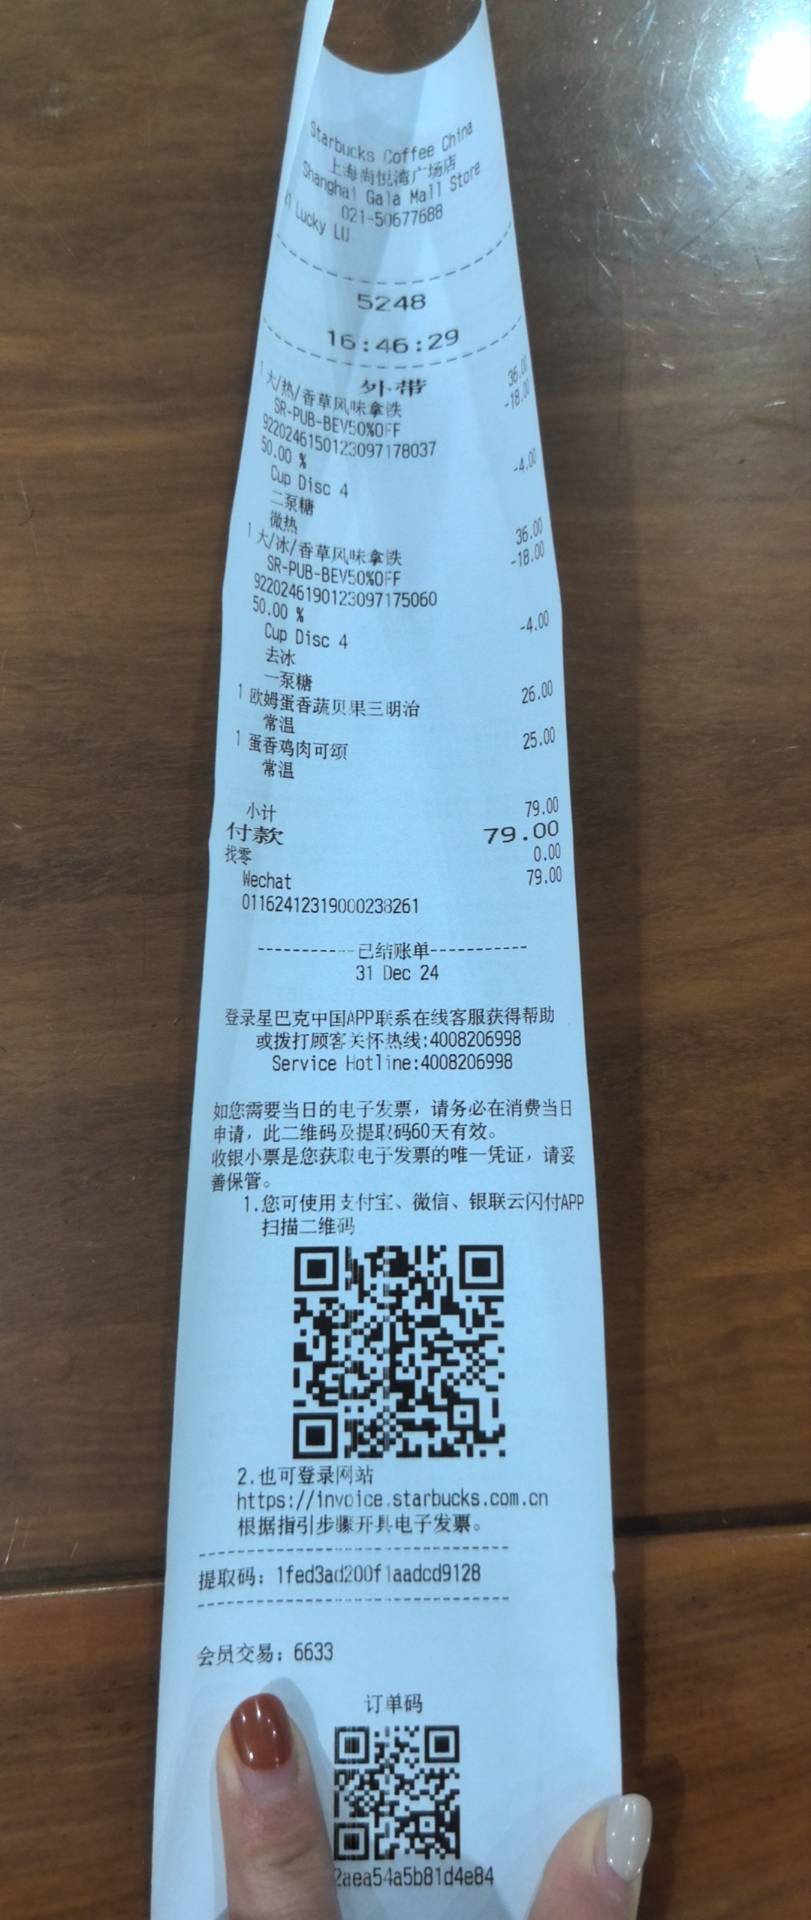 Starbucks Coffee China
上海尚悦湾广场店
Shanghai Gala Mall Store
021-50677688
Lucky LU
5248
16:46:29
外带
1 大/热/香草风味拿铁 36.00
SR-PUB-BEV50%OFF -18.00
9220246150123097178037
50.00 %
Cup Disc 4 -4.00
二泵糖
微热
1 大/冰/香草风味拿铁 36.00
SR-PUB-BEV50%OFF -18.00
9220246190123097175060
50.00 %
Cup Disc 4 -4.00
去冰
一泵糖
1 欧姆蛋香蔬贝果三明治 26.00
常温
1 蛋香鸡肉可颂 25.00
常温
小计 79.00
付款 79.00
找零 0.00
Wechat 79.00
01162412319000238261
-----------已结账单-----------
31 Dec 24
登录星巴克中国APP联系在线客服获得帮助
或拨打顾客关怀热线:4008206998
Service Hotline:4008206998
如您需要当日的电子发票，请务必在消费当日
申请，此二维码及提取码60天有效。
收银小票是您获取电子发票的唯一凭证，请妥
善保管。
1.您可使用支付宝、微信、银联云闪付APP
扫描二维码
2.也可登录网站
https://invoice.starbucks.com.cn
根据指引步骤开具电子发票。
提取码: 1fed3ad200f1aadcd9128
会员交易: 6633
订单码
2aea54a5b81d4e84